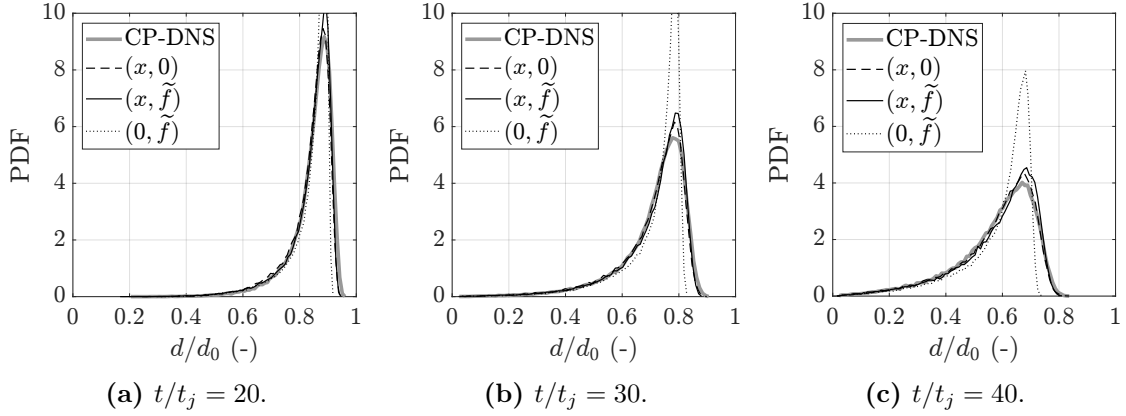 10
8
6
4
2
0
PDF
CP-DNS
(x, 0)
(x, f̃)
(0, f̃)
0 0.2 0.4 0.6 0.8 1
d/d₀ (-)
(a) t/t_j = 20.
10
8
6
4
2
0
PDF
CP-DNS
(x, 0)
(x, f̃)
(0, f̃)
0 0.2 0.4 0.6 0.8 1
d/d₀ (-)
(b) t/t_j = 30.
10
8
6
4
2
0
PDF
CP-DNS
(x, 0)
(x, f̃)
(0, f̃)
0 0.2 0.4 0.6 0.8 1
d/d₀ (-)
(c) t/t_j = 40.